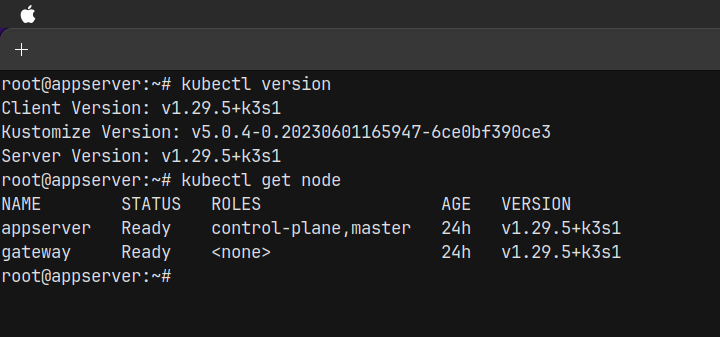 root@appserver:~# kubectl version
Client Version: v1.29.5+k3s1
Kustomize Version: v5.0.4-0.20230601165947-6ce0bf390ce3
Server Version: v1.29.5+k3s1
root@appserver:~# kubectl get node
NAME        STATUS   ROLES                  AGE   VERSION
appserver   Ready    control-plane,master   24h   v1.29.5+k3s1
gateway     Ready    <none>                 24h   v1.29.5+k3s1
root@appserver:~#